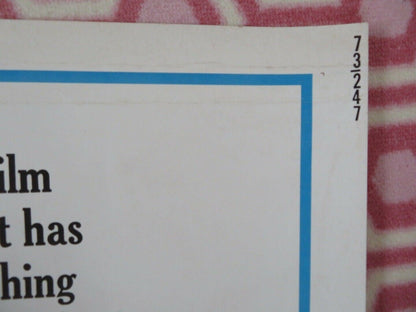 73/247
ilm
t has
hing